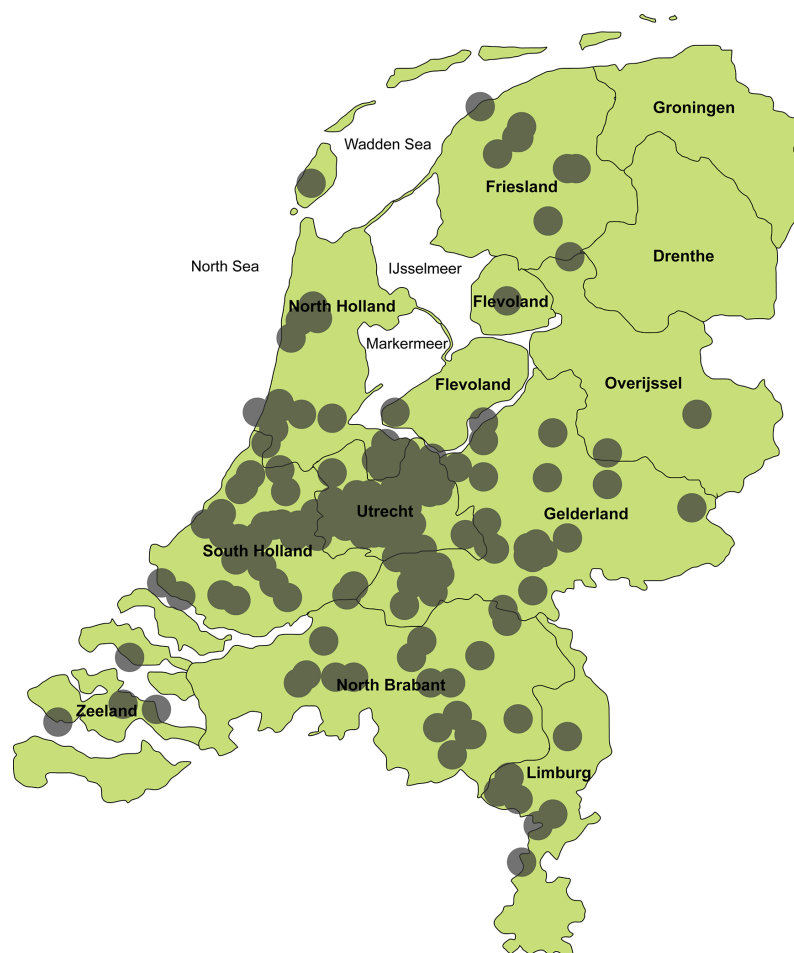 Groningen
Wadden Sea
Friesland
Drenthe
North Sea
IJsselmeer
Flevoland
North Holland
Markermeer
Flevoland
Overijssel
Utrecht
Gelderland
South Holland
North Brabant
Zeeland
Limburg